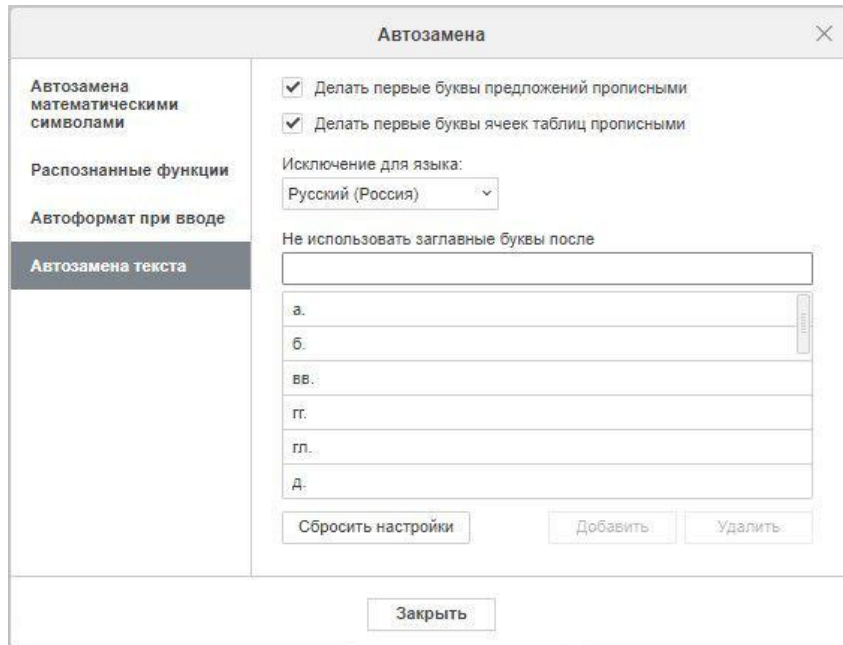 Автозамена
Автозамена
математическими
символами
Распознанные функции
Автоформат при вводе
Автозамена текста
Делать первые буквы предложений прописными
Делать первые буквы ячеек таблиц прописными
Исключение для языка:
Русский (Россия)
Не использовать заглавные буквы после
а.
б.
вв.
гг.
гл.
д.
Сбросить настройки
Добавить
Удалить
Закрыть